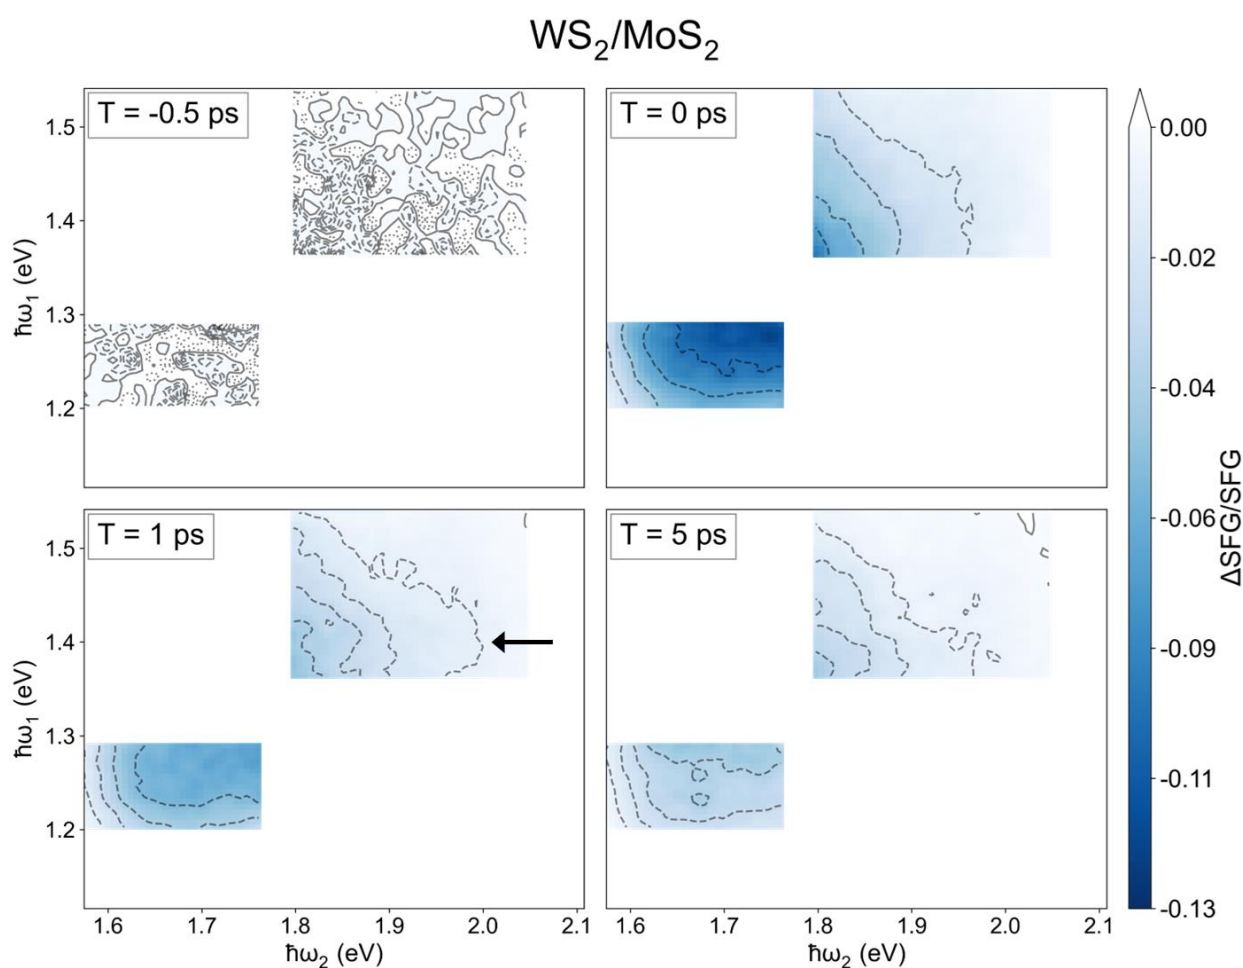 WS₂/MoS₂
T = -0.5 ps
T = 0 ps
1.5
1.4
1.3
1.2
ħω₁ (eV)
T = 1 ps
T = 5 ps
1.5
1.4
1.3
1.2
ħω₁ (eV)
1.6 1.7 1.8 1.9 2.0 2.1
ħω₂ (eV)
1.6 1.7 1.8 1.9 2.0 2.1
ħω₂ (eV)
0.00
-0.02
-0.04
-0.06
-0.09
-0.11
-0.13
ΔSFG/SFG